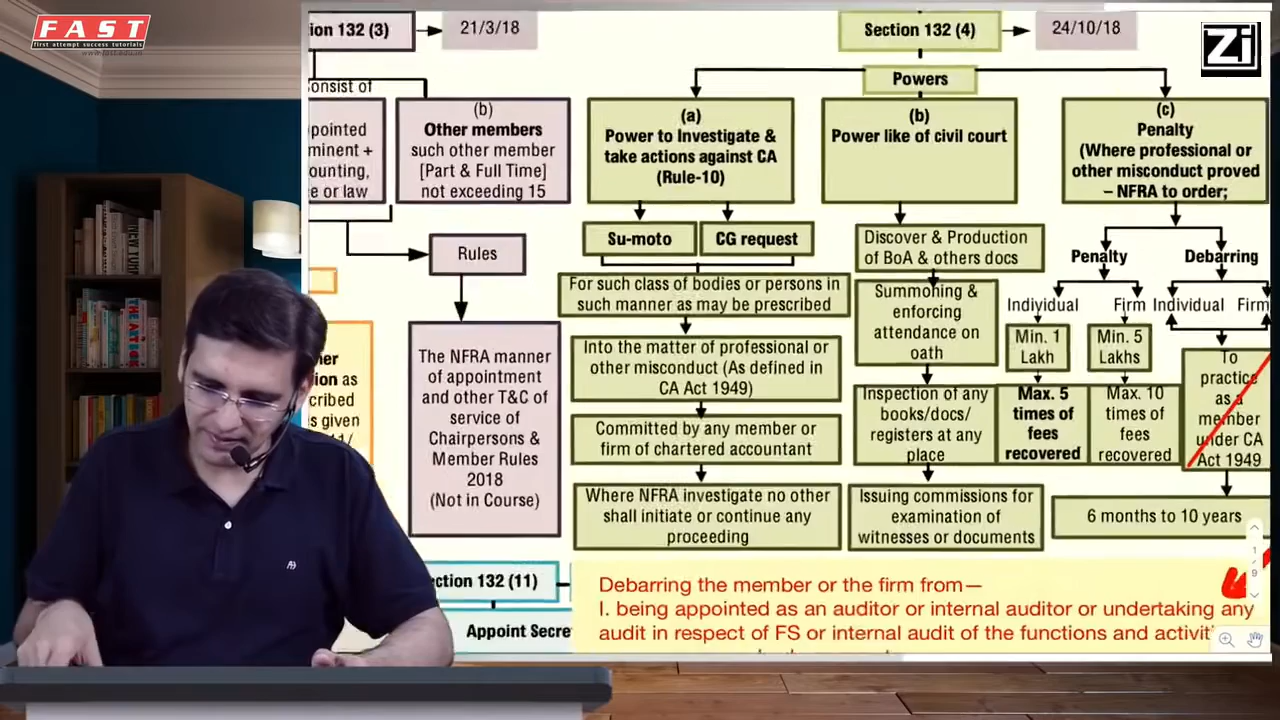 FAST
first attempt success tutorials
Zi
ion 132 (3)
21/3/18
onsist of
ppointed
minent +
ounting,
e or law
(b)
Other members
such other member
[Part & Full Time]
not exceeding 15
Rules
The NFRA manner
of appointment
and other T&C of
service of
Chairpersons &
Member Rules
2018
(Not in Course)
her
ion as
cribed
s given
11/
ction 132 (11)
Appoint Secre
Section 132 (4)
24/10/18
Powers
(a)
Power to Investigate &
take actions against CA
(Rule-10)
Su-moto
CG request
For such class of bodies or persons in
such manner as may be prescribed
Into the matter of professional or
other misconduct (As defined in
CA Act 1949)
Committed by any member or
firm of chartered accountant
Where NFRA investigate no other
shall initiate or continue any
proceeding
(b)
Power like of civil court
Discover & Production
of BoA & others docs
Summoning &
enforcing
attendance on
oath
Inspection of any
books/docs/
registers at any
place
Issuing commissions for
examination of
witnesses or documents
(c)
Penalty
(Where professional or
other misconduct proved
– NFRA to order;
Penalty
Debarring
Individual
Firm
Individual
Firm
Min. 1
Lakh
Max. 5
times of
fees
recovered
Min. 5
Lakhs
Max. 10
times of
fees
recovered
To
practice
as a
member
under CA
Act 1949
6 months to 10 years
Debarring the member or the firm from—
I. being appointed as an auditor or internal auditor or undertaking any
audit in respect of FS or internal audit of the functions and activiti
1
9